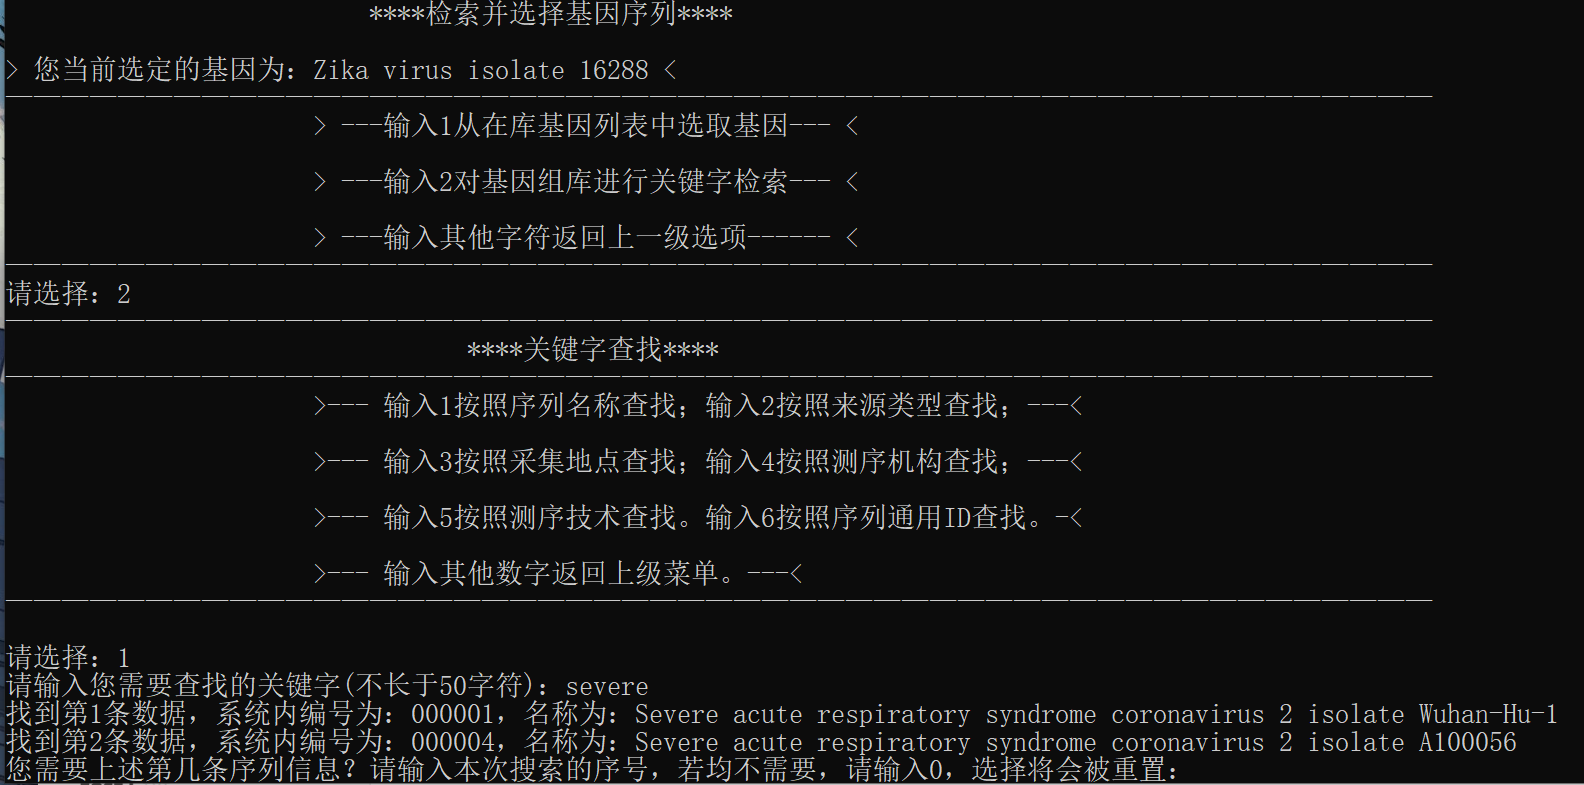 ****检索并选择基因序列****
> 您当前选定的基因为：Zika virus isolate 16288 <
> ---输入1从在库基因列表中选取基因--- <
> ---输入2对基因组库进行关键字检索--- <
> ---输入其他字符返回上一级选项------ <
请选择：2
****关键字查找****
>--- 输入1按照序列名称查找；输入2按照来源类型查找；---<
>--- 输入3按照采集地点查找；输入4按照测序机构查找；---<
>--- 输入5按照测序技术查找。输入6按照序列通用ID查找。-<
>--- 输入其他数字返回上级菜单。---<
请选择：1
请输入您需要查找的关键字(不长于50字符)：severe
找到第1条数据，系统内编号为：000001，名称为：Severe acute respiratory syndrome coronavirus 2 isolate Wuhan-Hu-1
找到第2条数据，系统内编号为：000004，名称为：Severe acute respiratory syndrome coronavirus 2 isolate A100056
您需要上述第几条序列信息？请输入本次搜索的序号，若均不需要，请输入0，选择将会被重置：